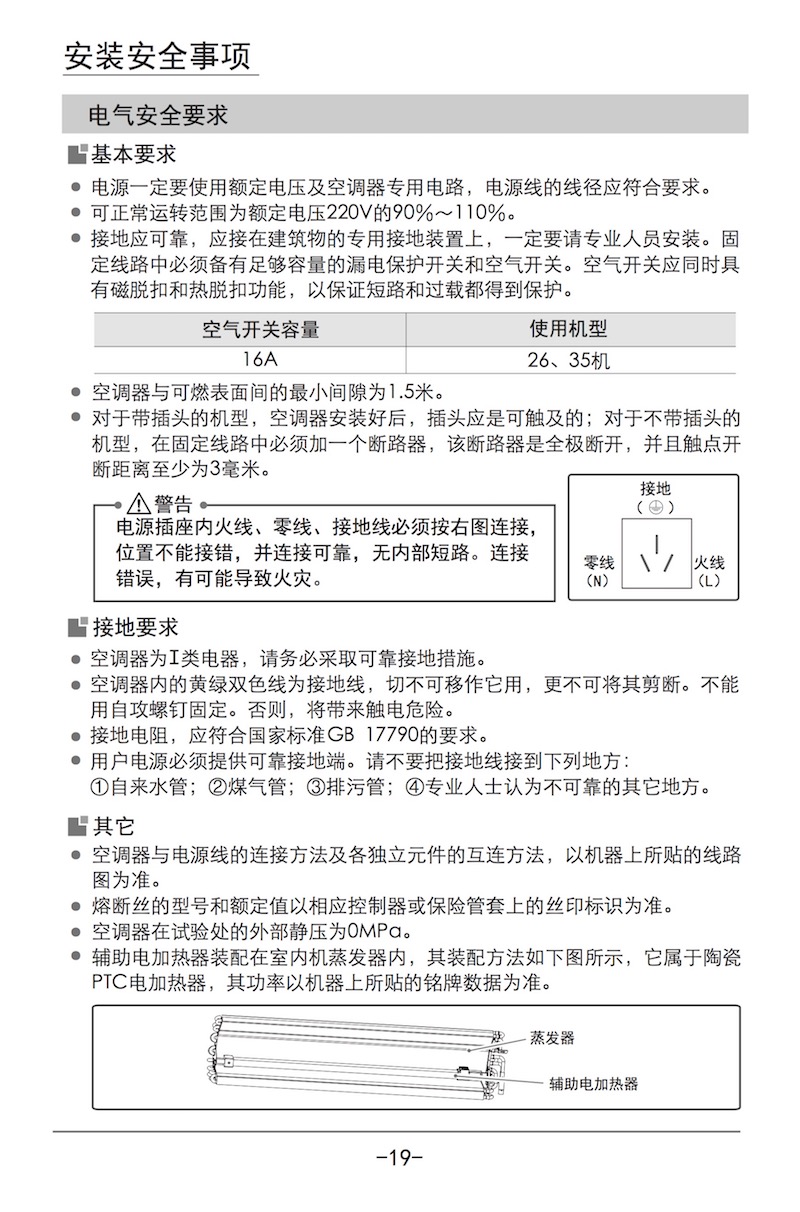 安装安全事项
电气安全要求
基本要求
● 电源一定要使用额定电压及空调器专用电路，电源线的线径应符合要求。
● 可正常运转范围为额定电压220V的90%～110%。
● 接地应可靠，应接在建筑物的专用接地装置上，一定要请专业人员安装。固
定线路中必须备有足够容量的漏电保护开关和空气开关。空气开关应同时具
有磁脱扣和热脱扣功能，以保证短路和过载都得到保护。
空气开关容量 使用机型
16A 26、35机
● 空调器与可燃表面间的最小间隙为1.5米。
● 对于带插头的机型，空调器安装好后，插头应是可触及的；对于不带插头的
机型，在固定线路中必须加一个断路器，该断路器是全极断开，并且触点开
断距离至少为3毫米。
警告
电源插座内火线、零线、接地线必须按右图连接，
位置不能接错，并连接可靠，无内部短路。连接
错误，有可能导致火灾。
接地
（⏚）
零线 火线
（N） （L）
接地要求
● 空调器为I类电器，请务必采取可靠接地措施。
● 空调器内的黄绿双色线为接地线，切不可移作它用，更不可将其剪断。不能
用自攻螺钉固定。否则，将带来触电危险。
● 接地电阻，应符合国家标准GB 17790的要求。
● 用户电源必须提供可靠接地端。请不要把接地线接到下列地方：
①自来水管；②煤气管；③排污管；④专业人士认为不可靠的其它地方。
其它
● 空调器与电源线的连接方法及各独立元件的互连方法，以机器上所贴的线路
图为准。
● 熔断丝的型号和额定值以相应控制器或保险管套上的丝印标识为准。
● 空调器在试验处的外部静压为0MPa。
● 辅助电加热器装配在室内机蒸发器内，其装配方法如下图所示，它属于陶瓷
PTC电加热器，其功率以机器上所贴的铭牌数据为准。
蒸发器
辅助电加热器
-19-